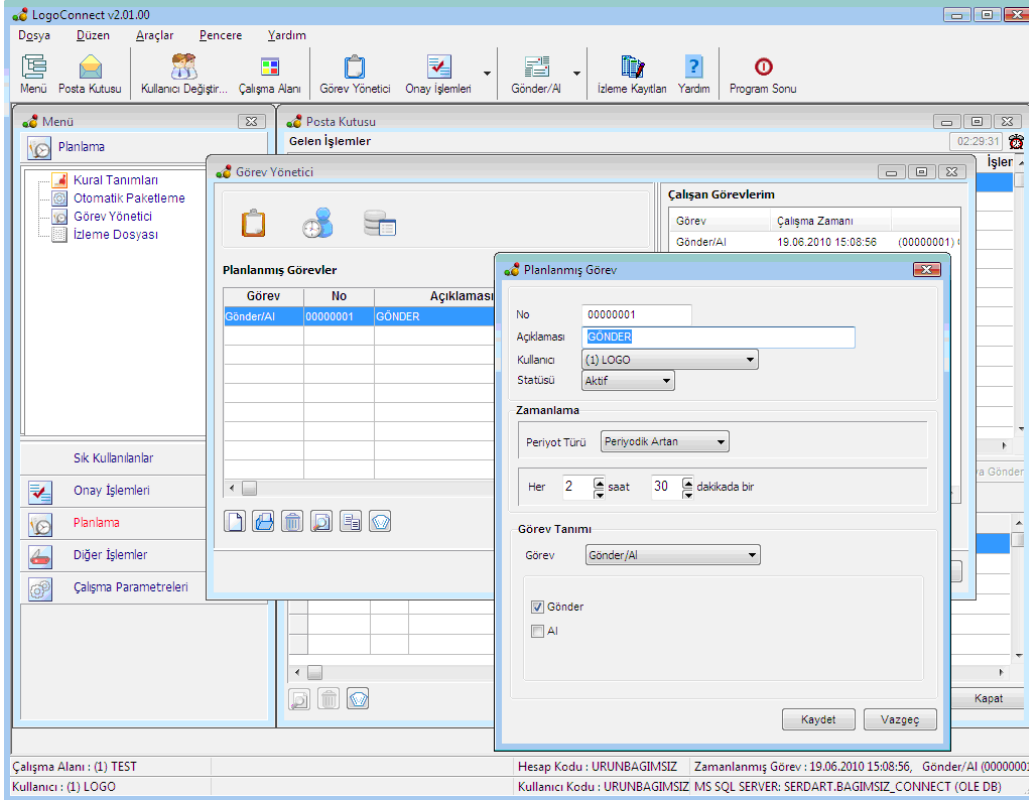 LogoConnect v2.01.00
Dosya Düzen Araçlar Pencere Yardım
Menü Posta Kutusu Kullanıcı Değiştir... Çalışma Alanı Görev Yönetici Onay İşlemleri Gönder/Al İzleme Kayıtları Yardım Program Sonu
Menü
Planlama
Kural Tanımları
Otomatik Paketleme
Görev Yönetici
İzleme Dosyası
Sık Kullanılanlar
Onay İşlemleri
Planlama
Diğer İşlemler
Çalışma Parametreleri
Posta Kutusu
Gelen İşlemler 02:29:31
İşler
Görev Yönetici
Planlanmış Görevler
Görev No Açıklaması
Gönder/Al 00000001 GÖNDER
Çalışan Görevlerim
Görev Çalışma Zamanı
Gönder/Al 19.06.2010 15:08:56 (00000001)
Planlanmış Görev
No 00000001
Açıklaması GÖNDER
Kullanıcı (1) LOGO
Statüsü Aktif
Zamanlama
Periyot Türü Periyodik Artan
Her 2 saat 30 dakikada bir
Görev Tanımı
Görev Gönder/Al
Gönder
Al
Kaydet Vazgeç
a Gönder
Kapat
Çalışma Alanı : (1) TEST Hesap Kodu : URUNBAGIMSIZ Zamanlanmış Görev : 19.06.2010 15:08:56, Gönder/Al (00000001
Kullanıcı : (1) LOGO Kullanıcı Kodu : URUNBAGIMSIZ MS SQL SERVER: SERDART.BAGIMSIZ_CONNECT (OLE DB)